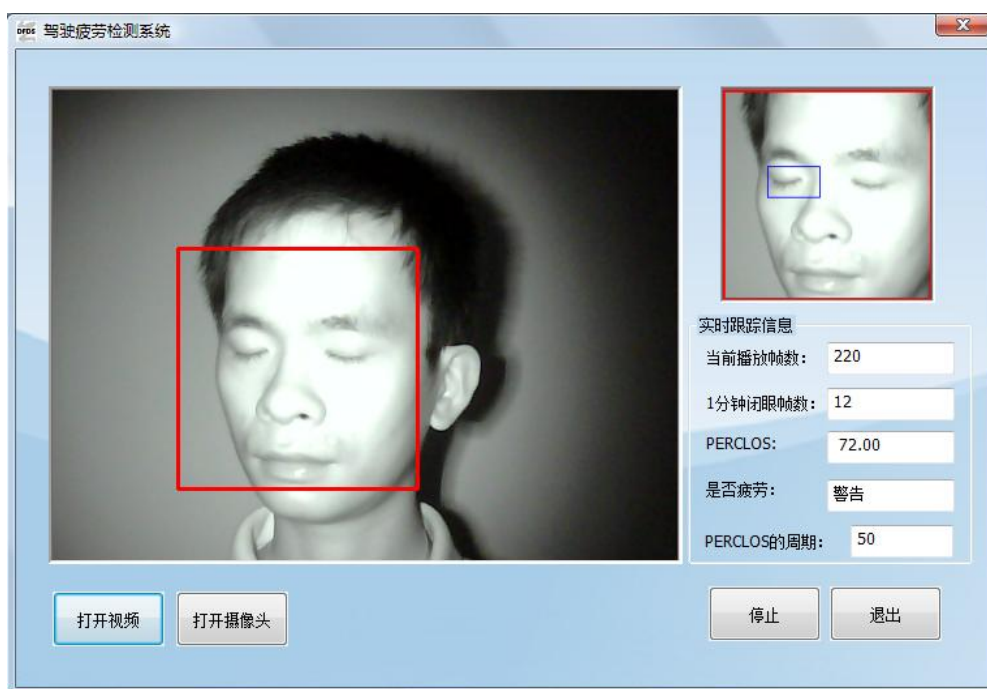 DFDS 驾驶疲劳检测系统
实时跟踪信息
当前播放帧数： 220
1分钟闭眼帧数： 12
PERCLOS: 72.00
是否疲劳： 警告
PERCLOS的周期： 50
打开视频 打开摄像头 停止 退出